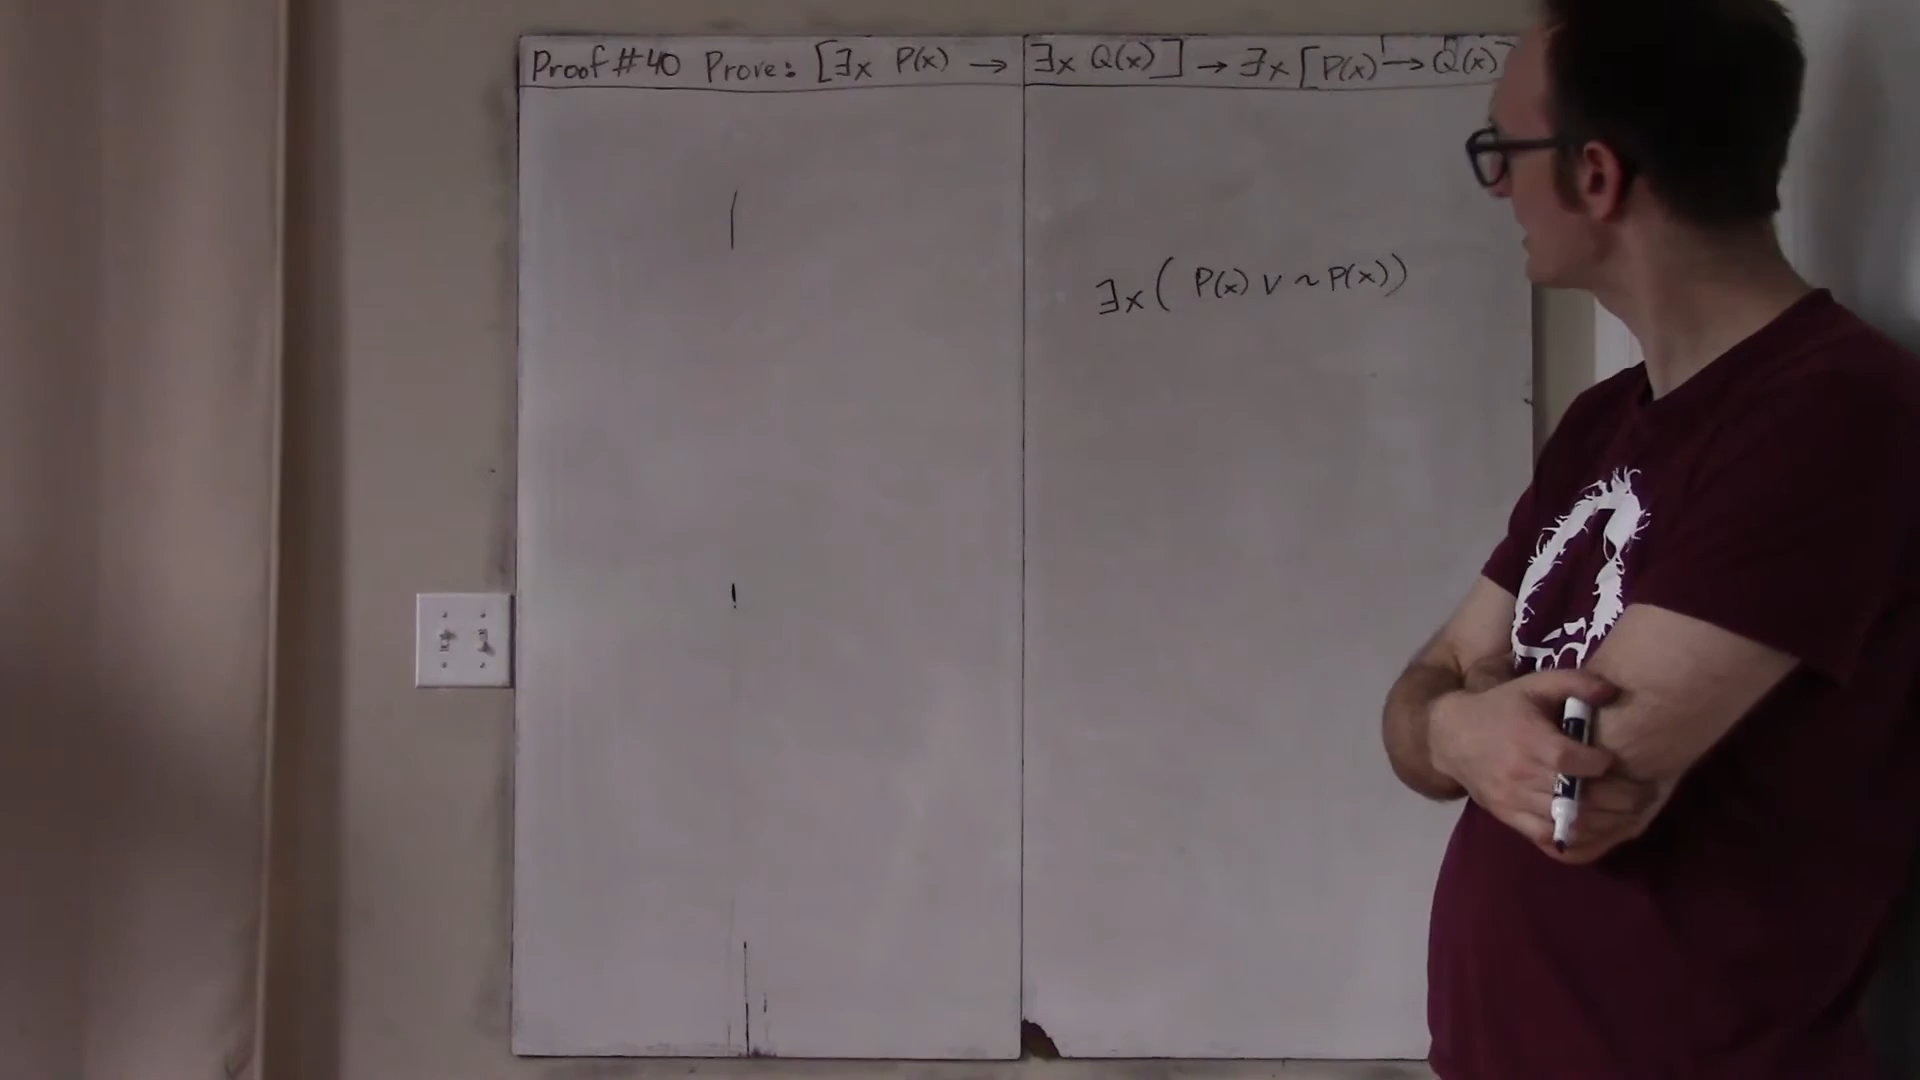 Proof #40 Prove: [∃x P(x) → ∃x Q(x)] → ∃x [P(x) → Q(x)]
∃x ( P(x) ∨ ~P(x))